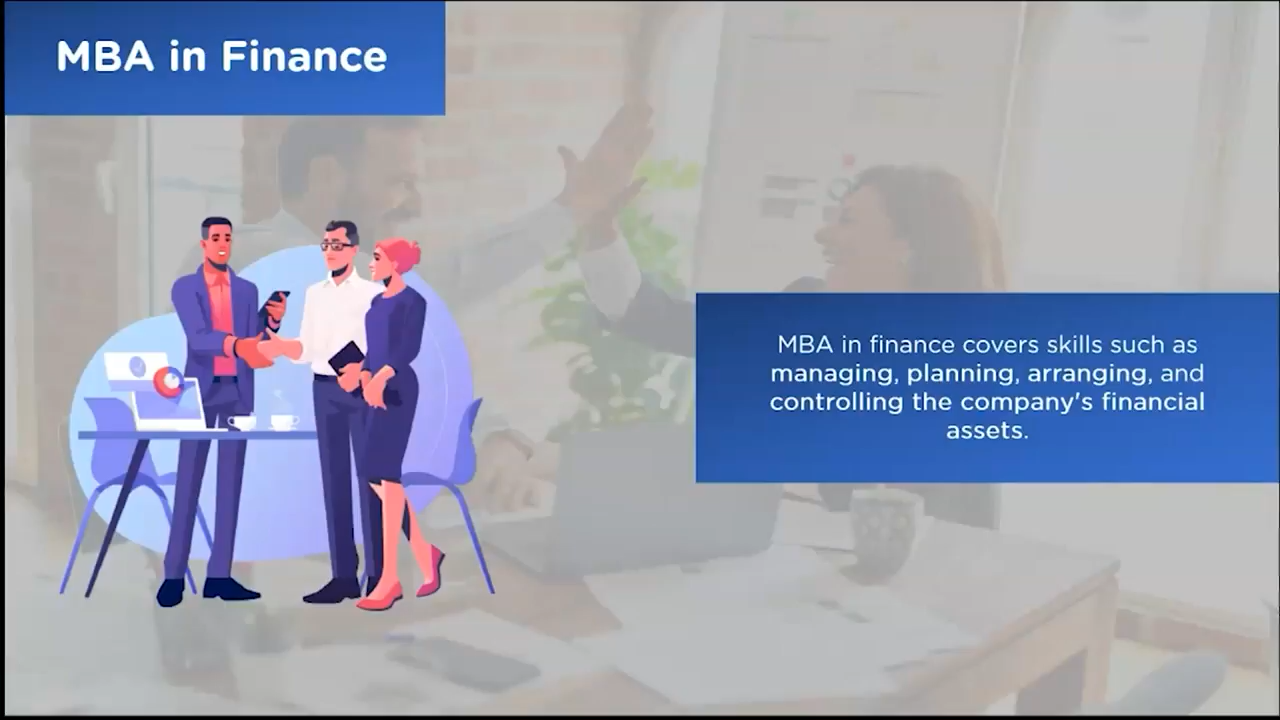 MBA in Finance
MBA in finance covers skills such as
managing, planning, arranging, and
controlling the company's financial
assets.